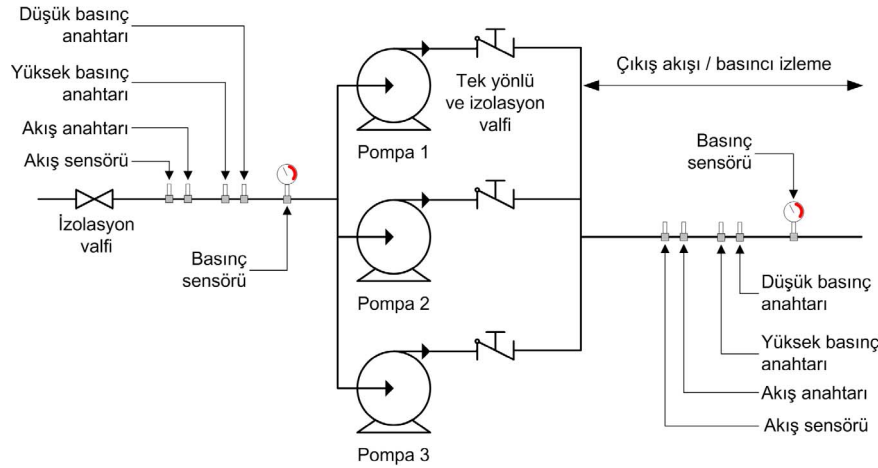 Düşük basınç
anahtarı
Yüksek basınç
anahtarı
Akış anahtarı
Akış sensörü
İzolasyon
valfi
Basınç
sensörü
Pompa 1
Tek yönlü
ve izolasyon
valfi
Pompa 2
Pompa 3
Çıkış akışı / basıncı izleme
Basınç
sensörü
Düşük basınç
anahtarı
Yüksek basınç
anahtarı
Akış anahtarı
Akış sensörü